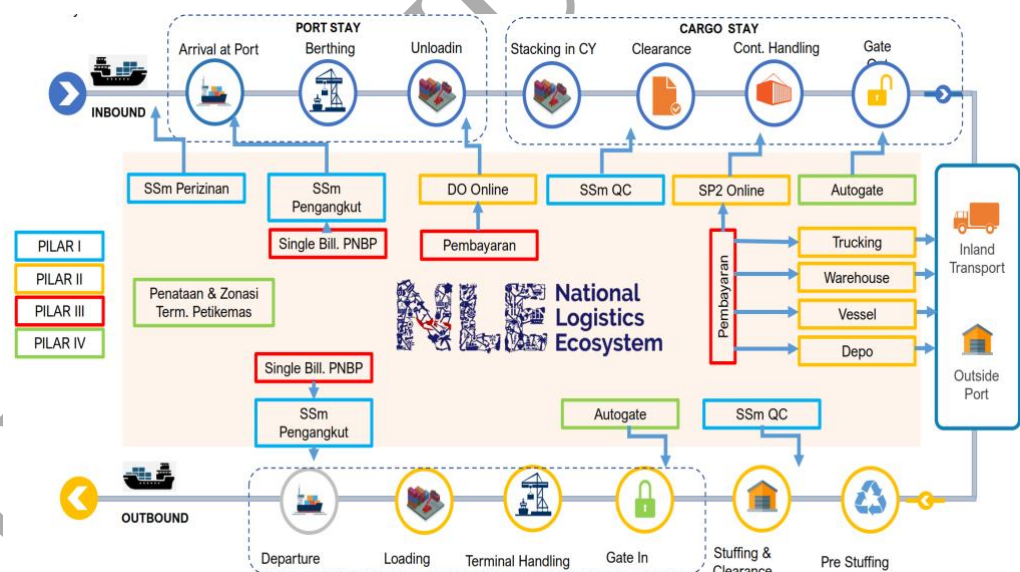 PORT STAY
CARGO STAY
Arrival at Port
Berthing
Unloadin
Stacking in CY
Clearance
Cont. Handling
Gate
INBOUND
SSm Perizinan
SSm
Pengangkut
DO Online
SSm QC
SP2 Online
Autogate
Single Bill. PNBP
Pembayaran
Pembayaran
Trucking
Warehouse
Vessel
Depo
Inland
Transport
Outside
Port
PILAR I
PILAR II
PILAR III
PILAR IV
Penataan & Zonasi
Term. Petikemas
NLE
National
Logistics
Ecosystem
Single Bill. PNBP
SSm
Pengangkut
Autogate
SSm QC
OUTBOUND
Departure
Loading
Terminal Handling
Gate In
Stuffing &
Clearance
Pre Stuffing